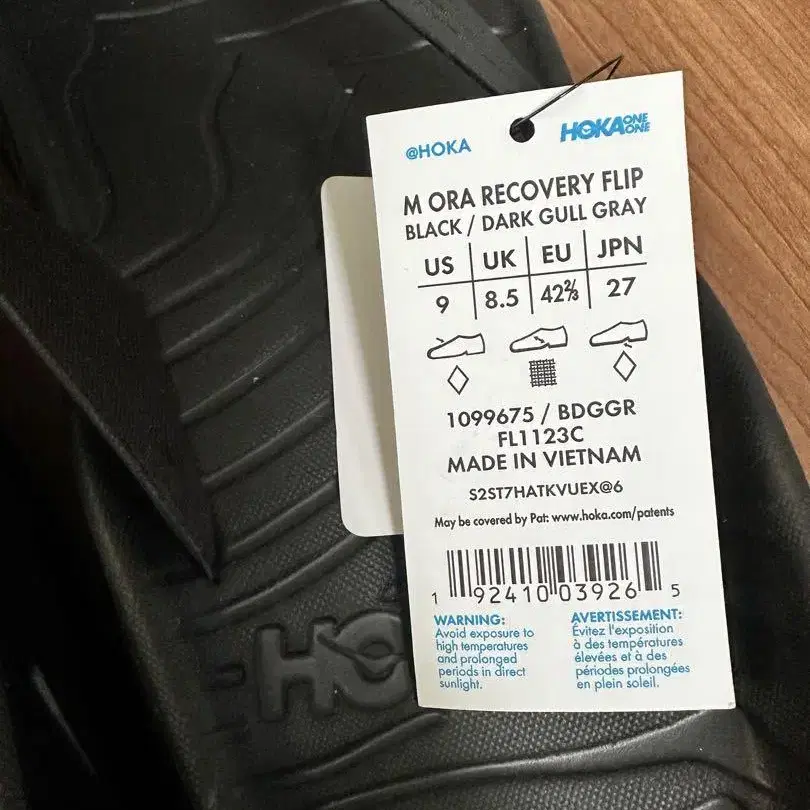 @HOKA
HOKA ONE ONE
M ORA RECOVERY FLIP
BLACK / DARK GULL GRAY
US UK EU JPN
9 8.5 42⅔ 27
1099675 / BDGGR
FL1123C
MADE IN VIETNAM
S2ST7HATKVUEX@6
May be covered by Pat: www.hoka.com/patents
1 92410 03926 5
WARNING:
Avoid exposure to
high temperatures
and prolonged
periods in direct
sunlight.
AVERTISSEMENT:
Évitez l'exposition
à des températures
élevées et à des
périodes prolongées
en plein soleil.
HO